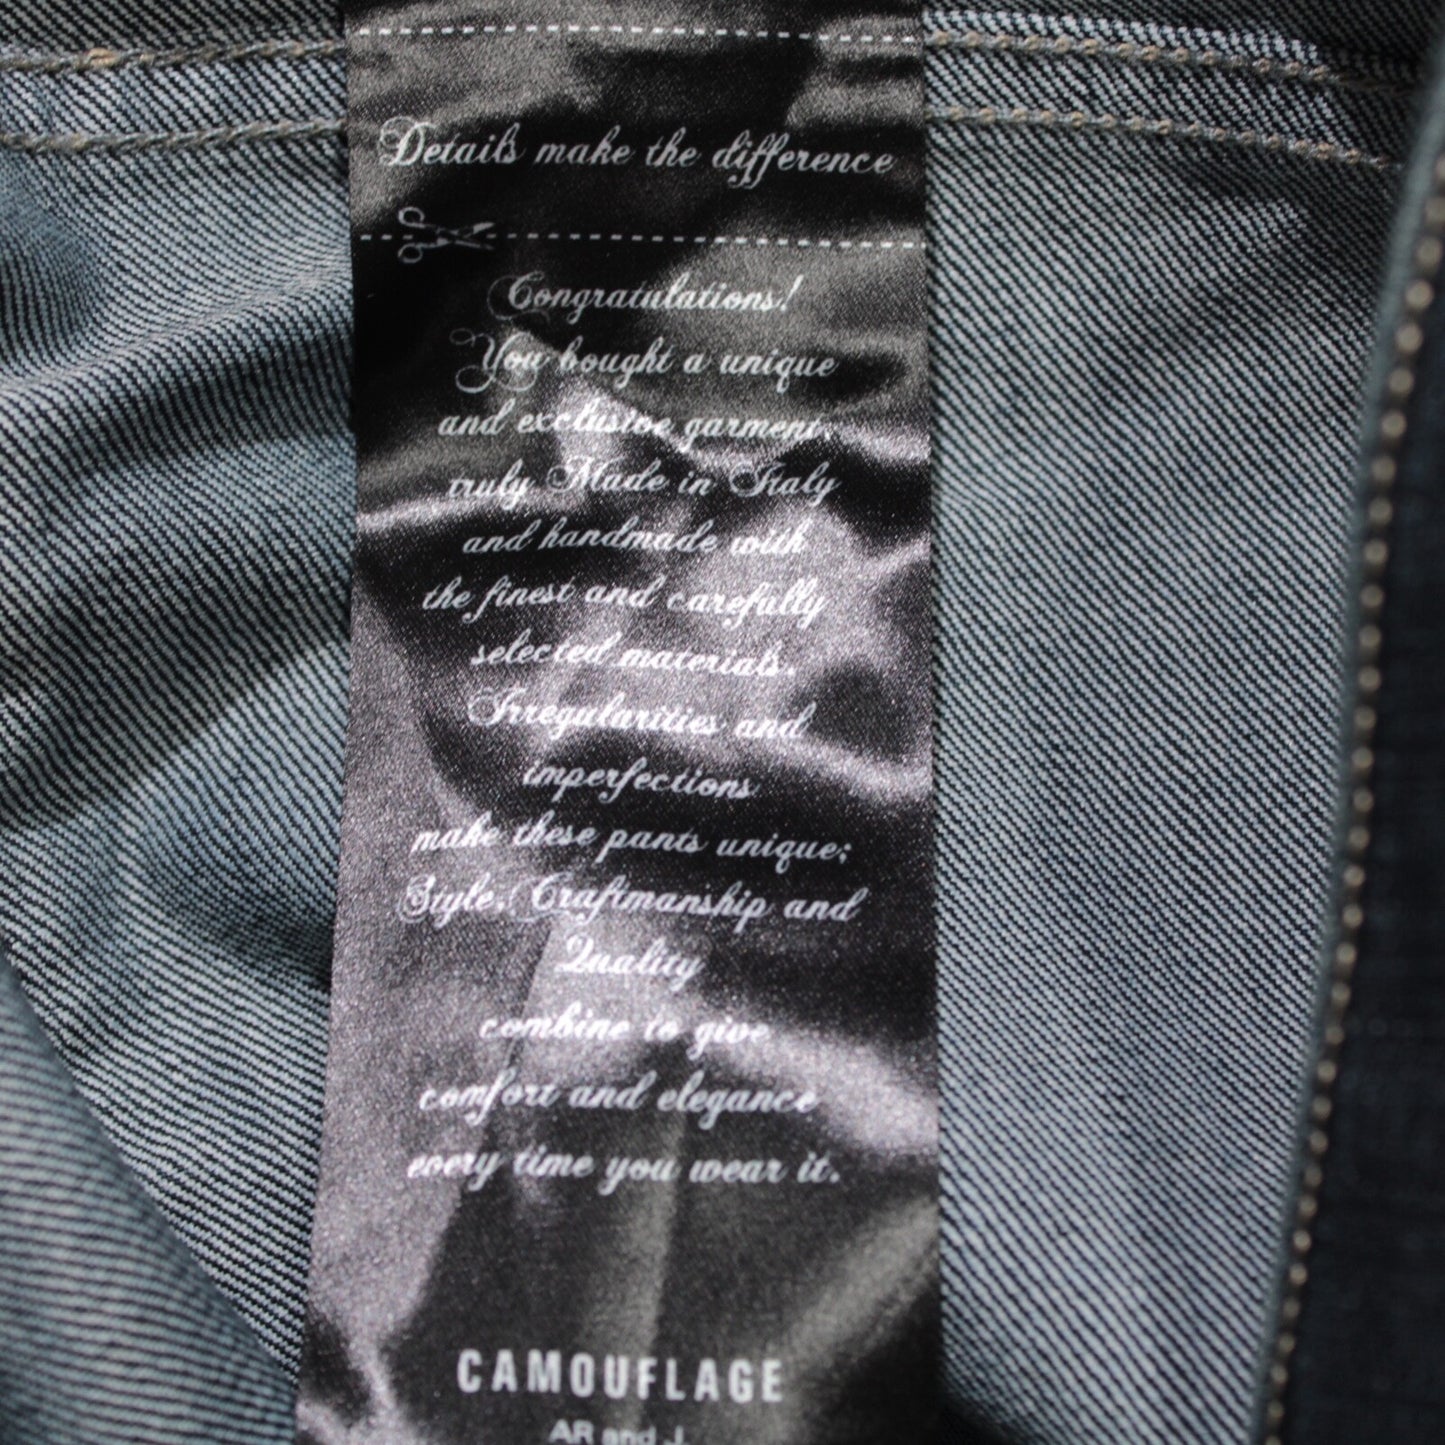 Details make the difference
Congratulations!
You bought a unique
and exclusive garment,
truly Made in Italy
and handmade with
the finest and carefully
selected materials.
Irregularities and
imperfections
make these pants unique:
Style, Craftmanship and
Quality
combine to give
comfort and elegance
every time you wear it.
CAMOUFLAGE
AR and J.